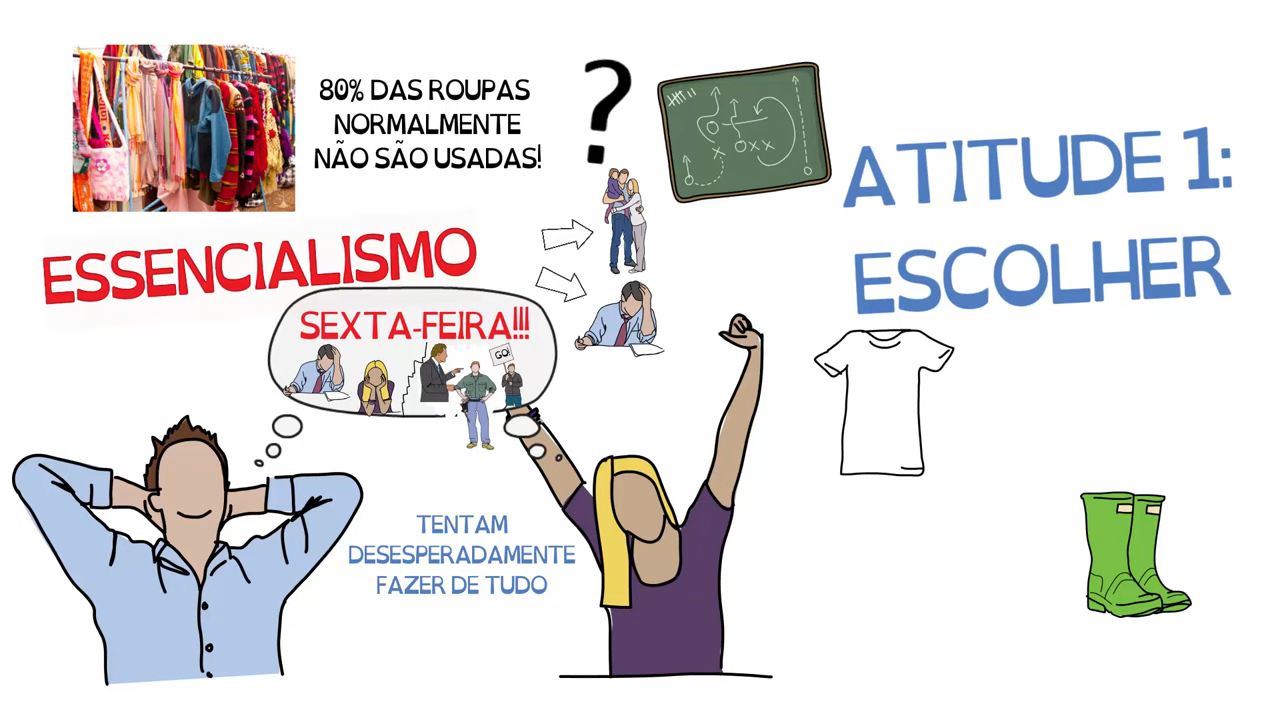 80% DAS ROUPAS
NORMALMENTE
NÃO SÃO USADAS!
?
ATITUDE 1:
ESCOLHER
ESSENCIALISMO
SEXTA-FEIRA!!!
GO!
TENTAM
DESESPERADAMENTE
FAZER DE TUDO